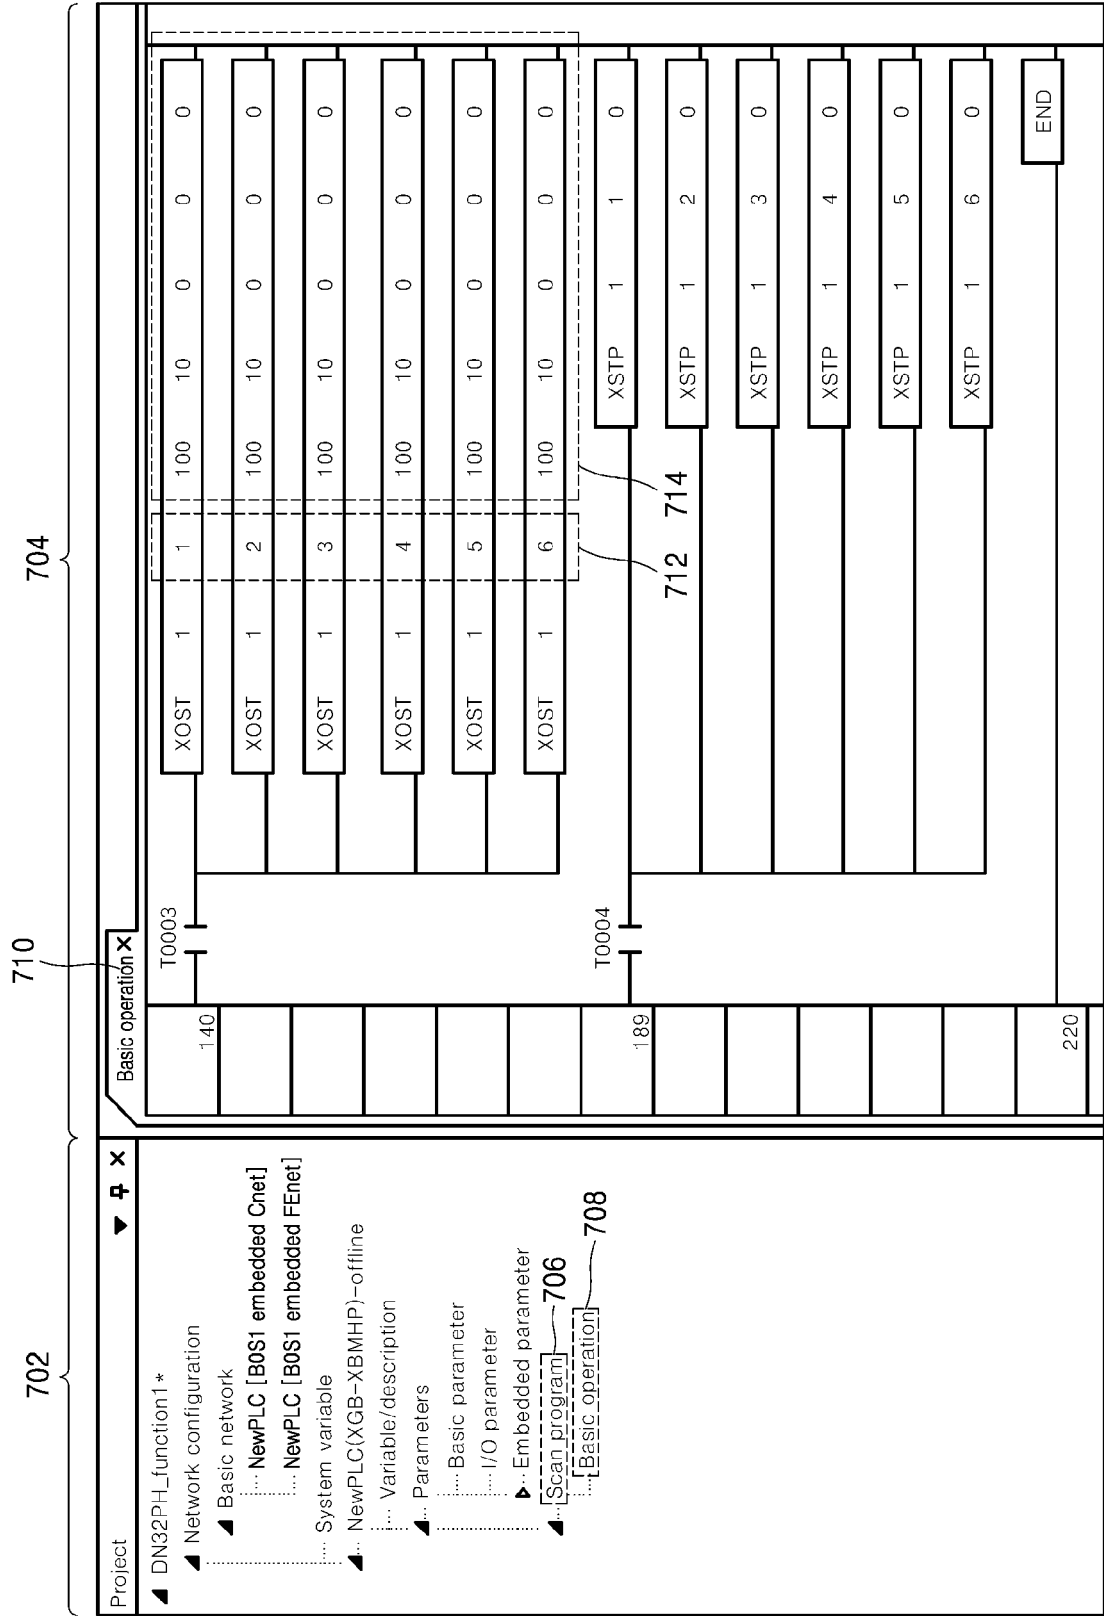 702
704
Project
DN32PH_function1*
Network configuration
Basic network
NewPLC [B0S1 embedded Cnet]
NewPLC [B0S1 embedded FEnet]
System variable
NewPLC(XGB-XBMHP)-offline
Variable/description
Parameters
Basic parameter
I/O parameter
Embedded parameter
Scan program
706
Basic operation
708
710
Basic operation
140
T0003
XOST 1 1 100 10 0 0 0
XOST 1 2 100 10 0 0 0
XOST 1 3 100 10 0 0 0
XOST 1 4 100 10 0 0 0
XOST 1 5 100 10 0 0 0
XOST 1 6 100 10 0 0 0
712
714
189
T0004
XSTP 1 1 0
XSTP 1 2 0
XSTP 1 3 0
XSTP 1 4 0
XSTP 1 5 0
XSTP 1 6 0
220
END